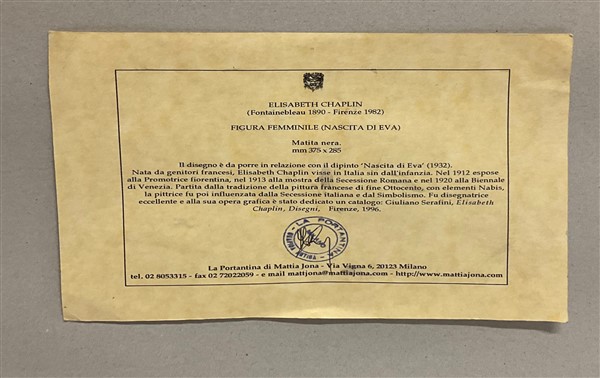 ELISABETH CHAPLIN
(Fontainebleau 1890 - Firenze 1982)
FIGURA FEMMINILE (NASCITA DI EVA)
Matita nera.
mm 375 x 285
Il disegno è da porre in relazione con il dipinto 'Nascita di Eva' (1932).
Nata da genitori francesi, Elisabeth Chaplin visse in Italia sin dall'infanzia. Nel 1912 espose
alla Promotrice fiorentina, nel 1913 alla mostra della Secessione Romana e nel 1920 alla Biennale
di Venezia. Partita dalla tradizione della pittura francese di fine Ottocento, con elementi Nabis,
la pittrice fu poi influenzata dalla Secessione italiana e dal Simbolismo. Fu disegnatrice
eccellente e alla sua opera grafica è stato dedicato un catalogo: Giuliano Serafini, Elisabeth
Chaplin, Disegni, Firenze, 1996.
LA PORTANTINA
La Portantina di Mattia Jona - Via Vigna 6, 20123 Milano
tel. 02 8053315 - fax 02 72022059 - e mail mattjona@mattiajona.com - http://www.mattiajona.com